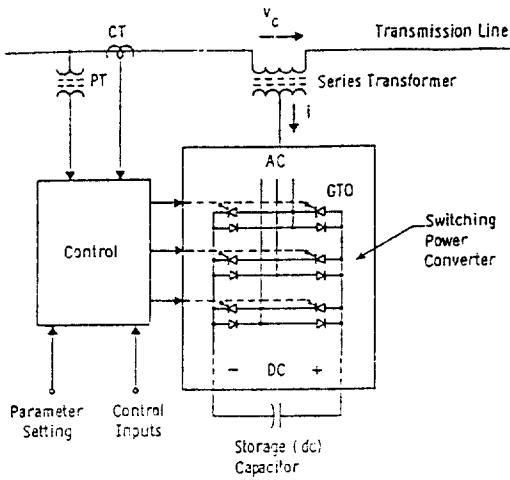 V_c
CT
Transmission Line
PT
Series Transformer
i
AC
GTO
Control
Switching
Power
Converter
− DC +
Parameter
Setting
Control
Inputs
Storage (dc)
Capacitor